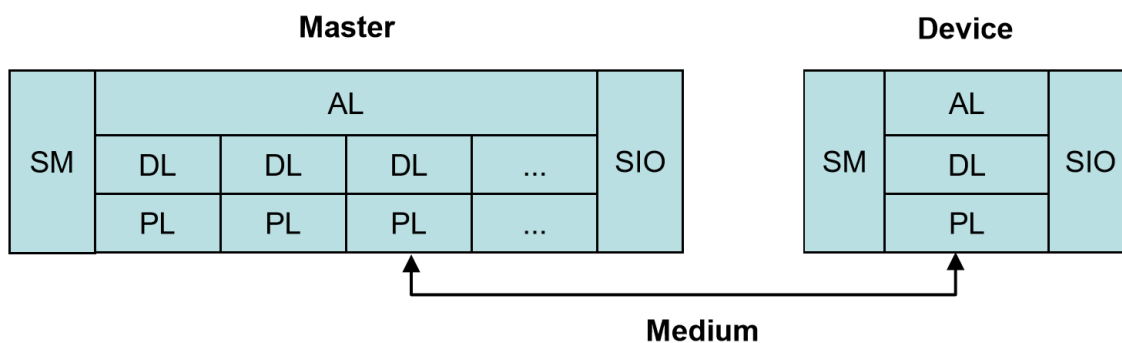 Master Device
AL AL
SM DL DL DL ... SIO SM DL SIO
PL PL PL ... PL
Medium